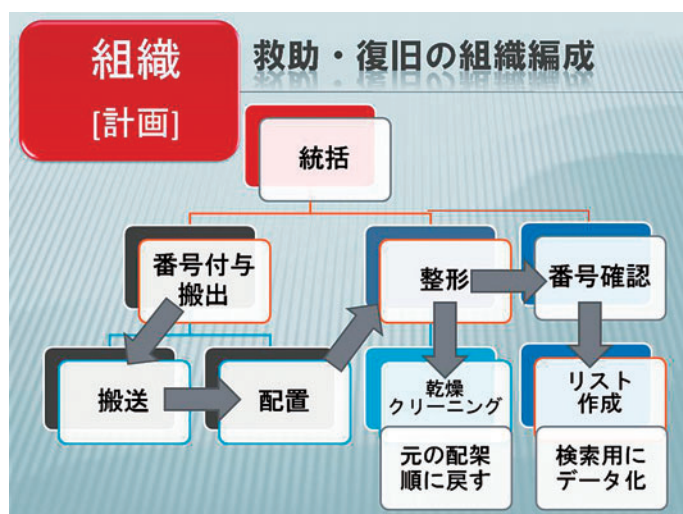 組織
[計画]
救助・復旧の組織編成
統括
番号付与
搬出
整形
番号確認
搬送
配置
乾燥
クリーニング
リスト
作成
元の配架
順に戻す
検索用に
データ化